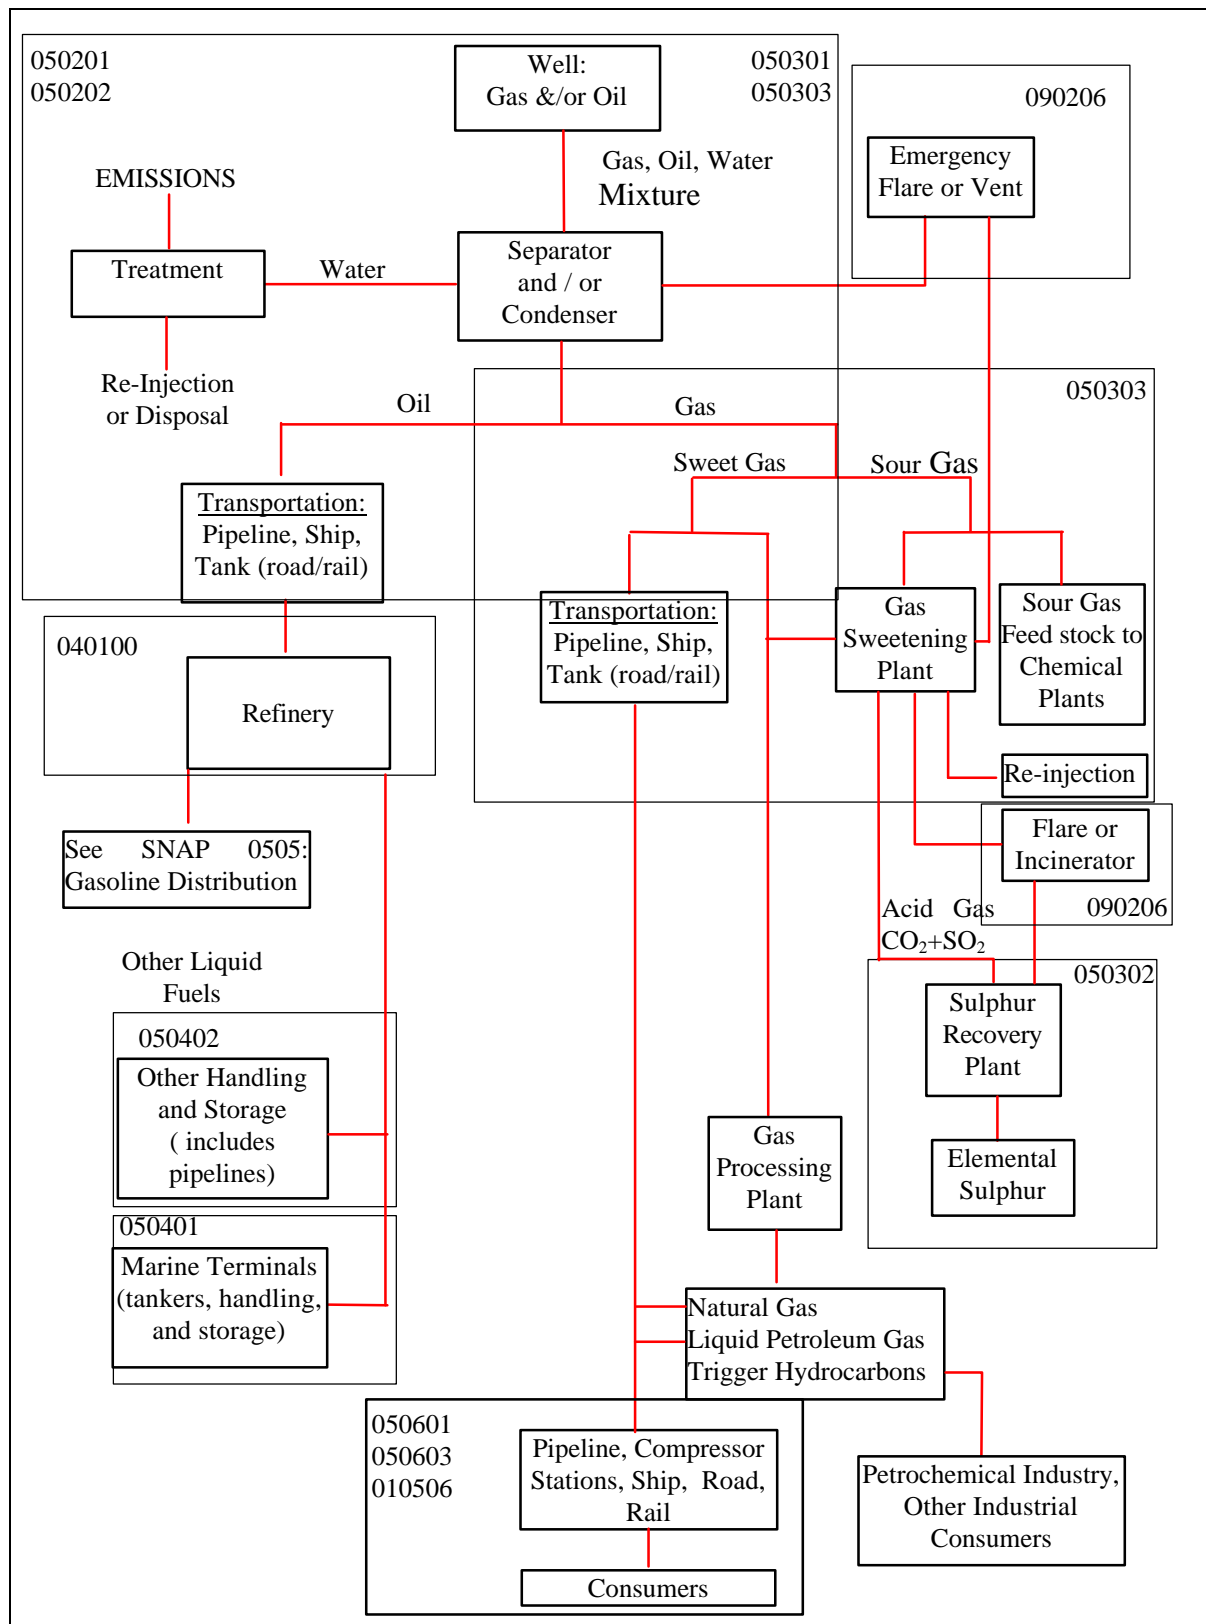 050201
050202
Well:
Gas &/or Oil
050301
050303
090206
Emergency
Flare or Vent
Gas, Oil, Water
Mixture
EMISSIONS
Treatment
Water
Separator
and / or
Condenser
Re-Injection
or Disposal
Oil
Gas
050303
Sweet Gas
Sour Gas
Transportation:
Pipeline, Ship,
Tank (road/rail)
Transportation:
Pipeline, Ship,
Tank (road/rail)
Gas
Sweetening
Plant
Sour Gas
Feed stock to
Chemical
Plants
040100
Refinery
Re-injection
See SNAP 0505:
Gasoline Distribution
Flare or
Incinerator
090206
Acid Gas
CO₂+SO₂
Other Liquid
Fuels
050302
050402
Other Handling
and Storage
( includes
pipelines)
Sulphur
Recovery
Plant
Gas
Processing
Plant
Elemental
Sulphur
050401
Marine Terminals
(tankers, handling,
and storage)
Natural Gas
Liquid Petroleum Gas
Trigger Hydrocarbons
050601
050603
010506
Pipeline, Compressor
Stations, Ship, Road,
Rail
Petrochemical Industry,
Other Industrial
Consumers
Consumers